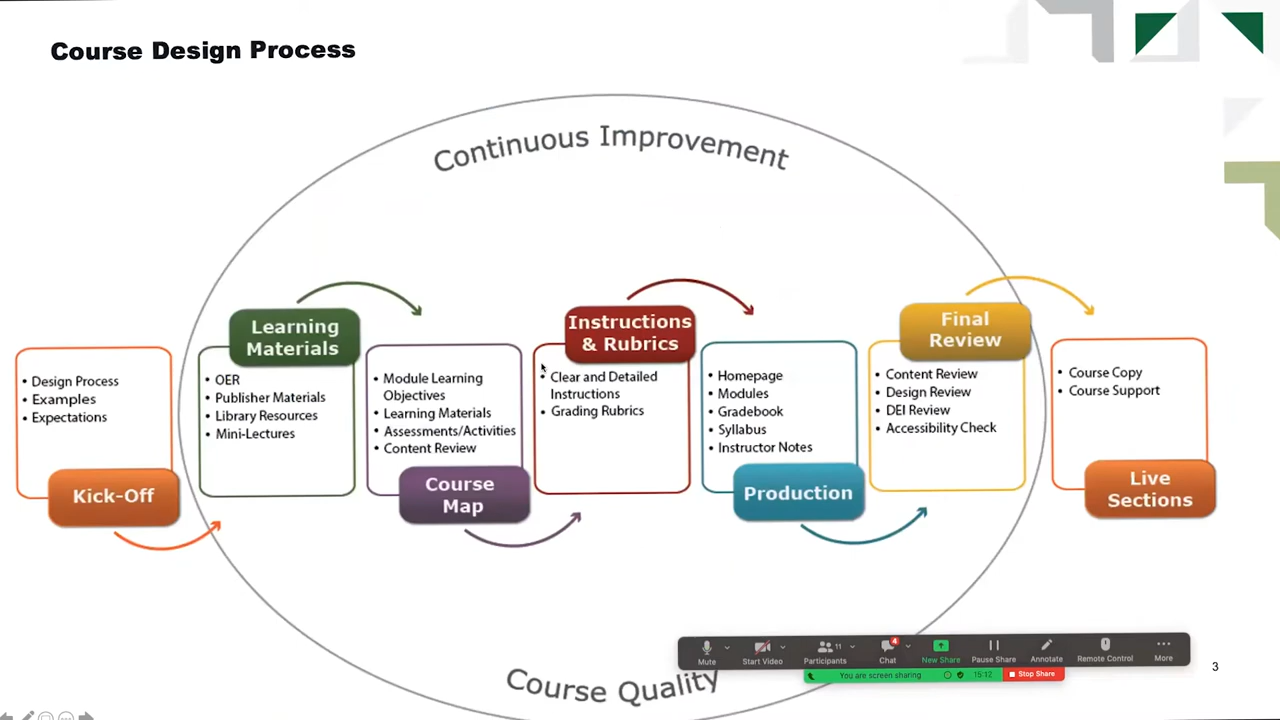 Course Design Process
Continuous Improvement
• Design Process
• Examples
• Expectations
Kick-Off
Learning
Materials
• OER
• Publisher Materials
• Library Resources
• Mini-Lectures
• Module Learning
Objectives
• Learning Materials
• Assessments/Activities
• Content Review
Course
Map
Instructions
& Rubrics
• Clear and Detailed
Instructions
• Grading Rubrics
• Homepage
• Modules
• Gradebook
• Syllabus
• Instructor Notes
Production
Final
Review
• Content Review
• Design Review
• DEI Review
• Accessibility Check
• Course Copy
• Course Support
Live
Sections
Course Quality
Mute
Start Video
Participants
11
Chat
4
New Share
Pause Share
Annotate
Remote Control
More
You are screen sharing
15:12
Stop Share
3